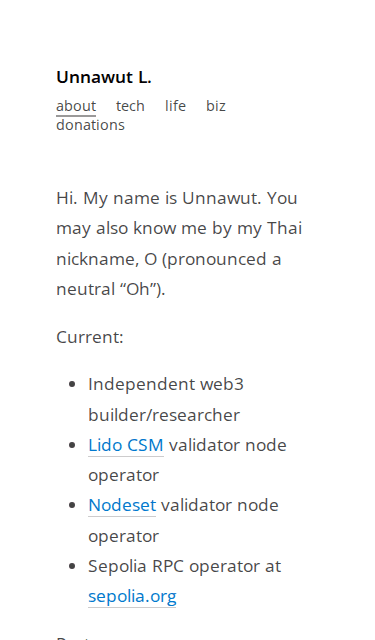 Unnawut L.
about tech life biz
donations
Hi. My name is Unnawut. You
may also know me by my Thai
nickname, O (pronounced a
neutral “Oh”).
Current:
Independent web3
builder/researcher
Lido CSM validator node
operator
Nodeset validator node
operator
Sepolia RPC operator at
sepolia.org